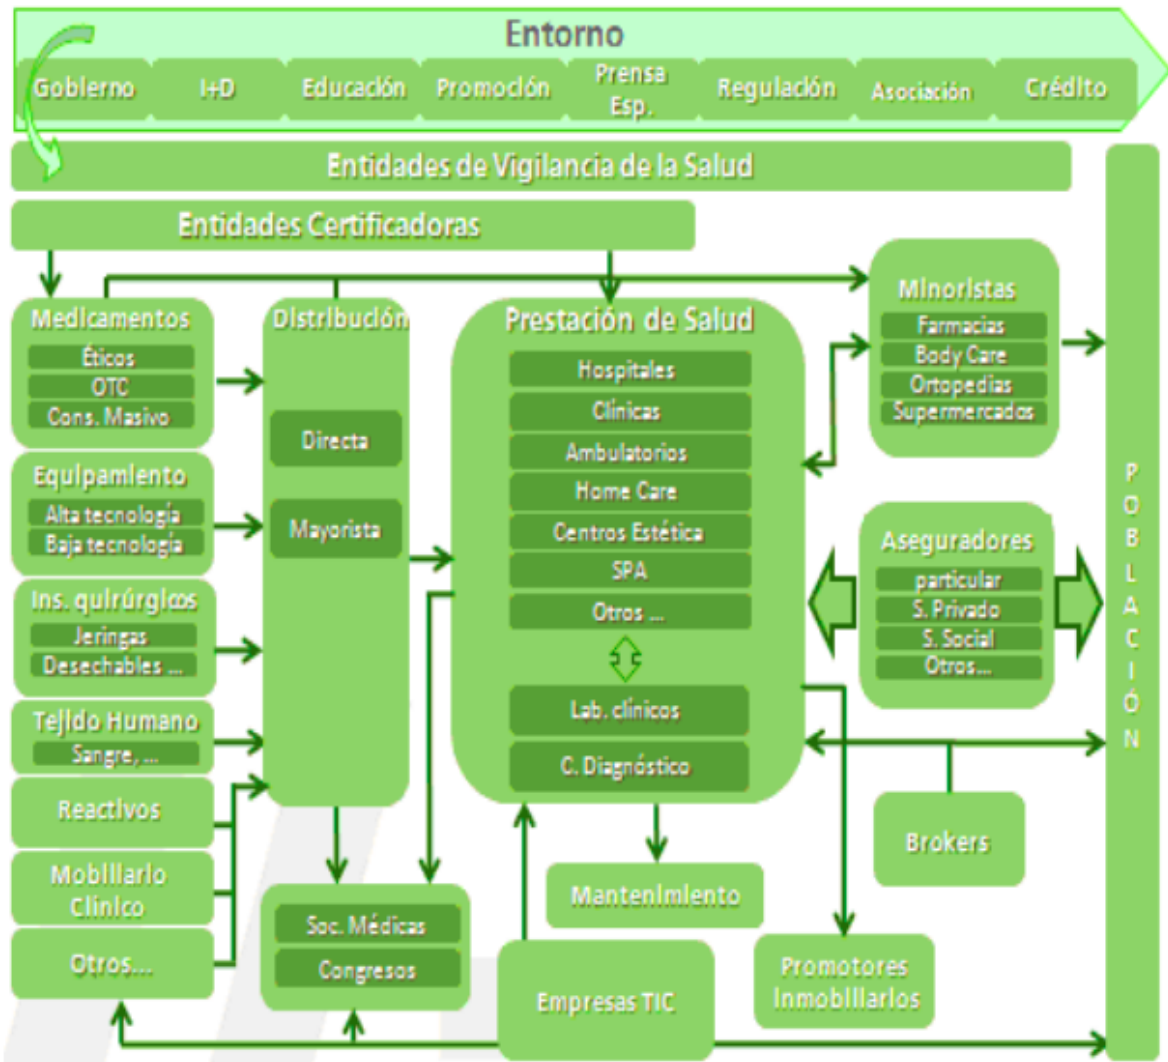 Entorno
Gobierno
I+D
Educación
Promoción
Prensa
Esp.
Regulación
Asociación
Crédito
Entidades de Vigilancia de la Salud
Entidades Certificadoras
Medicamentos
Éticos
OTC
Cons. Masivo
Equipamiento
Alta tecnología
Baja tecnología
Ins. quirúrgicos
Jeringas
Desechables ...
Tejido Humano
Sangre, ...
Reactivos
Mobiliario
Clinico
Otros...
Distribución
Directa
Mayorista
Soc. Médicas
Congresos
Prestación de Salud
Hospitales
Clínicas
Ambulatorios
Home Care
Centros Estética
SPA
Otros ...
Lab. clínicos
C. Diagnóstico
Mantenimiento
Empresas TIC
Promotores
Inmobiliarios
Minoristas
Farmacias
Body Care
Ortopedias
Supermercados
Aseguradores
particular
S. Privado
S. Social
Otros...
Brokers
POBLACIÓN